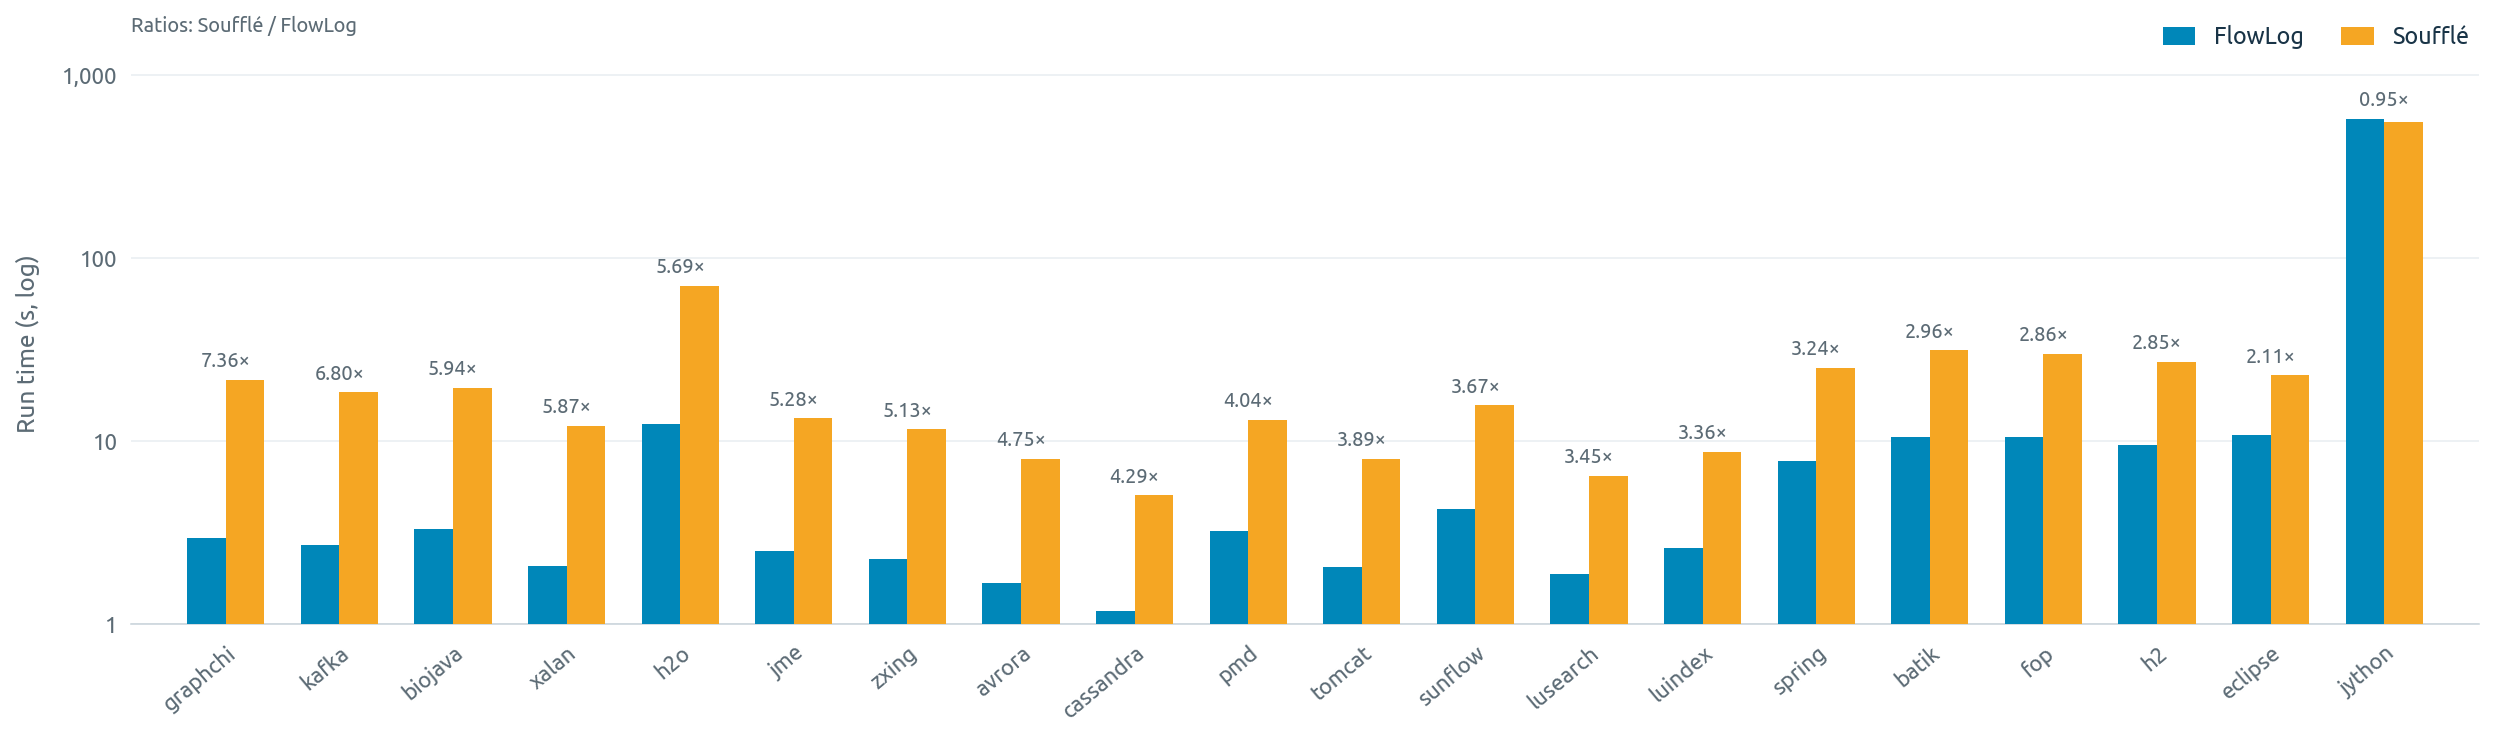 Ratios: Soufflé / FlowLog
FlowLog
Soufflé
Run time (s, log)
1,000
100
10
1
7.36×
6.80×
5.94×
5.87×
5.69×
5.28×
5.13×
4.75×
4.29×
4.04×
3.89×
3.67×
3.45×
3.36×
3.24×
2.96×
2.86×
2.85×
2.11×
0.95×
graphchi
kafka
biojava
xalan
h2o
jme
zxing
avrora
cassandra
pmd
tomcat
sunflow
lusearch
luindex
spring
batik
fop
h2
eclipse
jython